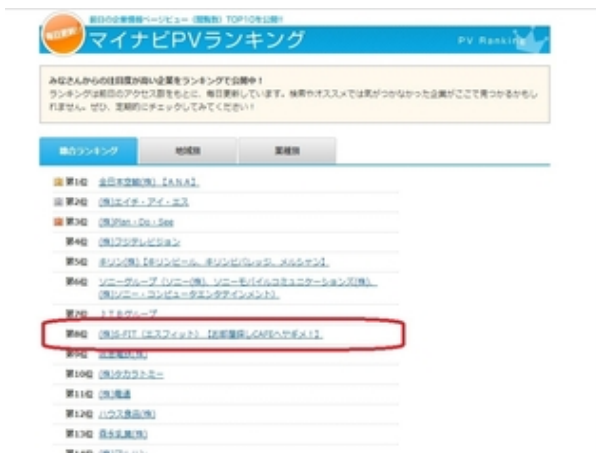 前日の企業情報ページビュー（閲覧数）TOP10を公開!!
毎日更新!
マイナビPVランキング
PV Ranking
みなさんからの注目度が高い企業をランキングで公開中！
ランキングは前日のアクセス数をもとに、毎日更新しています。検索やオススメでは気がつかなかった企業がここで見つかるかもし
れません。ぜひ、定期的にチェックしてみてください！
総合ランキング 地域別 業種別
第1位 全日本空輸(株)【ANA】
第2位 (株)エイチ・アイ・エス
第3位 (株)Plan・Do・See
第4位 (株)フジテレビジョン
第5位 キリン(株)【キリンビール、キリンビバレッジ、メルシャン】
第6位 ソニーグループ（ソニー(株)、ソニーモバイルコミュニケーションズ(株)、
(株)ソニー・コンピュータエンタテインメント）
第7位 JTBグループ
第8位 (株)S-FIT（エスフィット）【お部屋探しCAFEヘヤギメ！】
第9位
第10位 (株)タカラトミー
第11位 (株)電通
第12位 ハウス食品(株)
第13位 森永乳業(株)